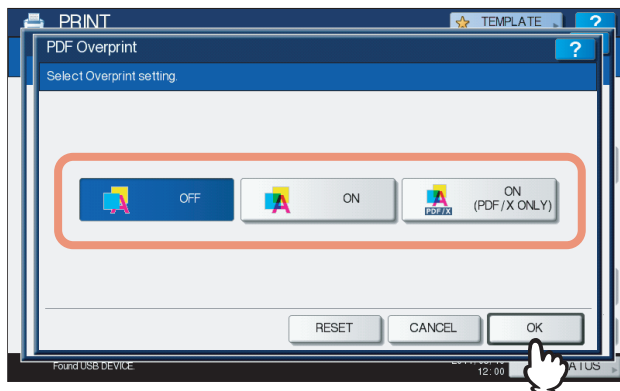 PRINT
TEMPLATE
?
PDF Overprint
?
Select Overprint setting.
OFF
ON
PDF/X
ON
(PDF/X ONLY)
RESET
CANCEL
OK
Found USB DEVICE.
12:00